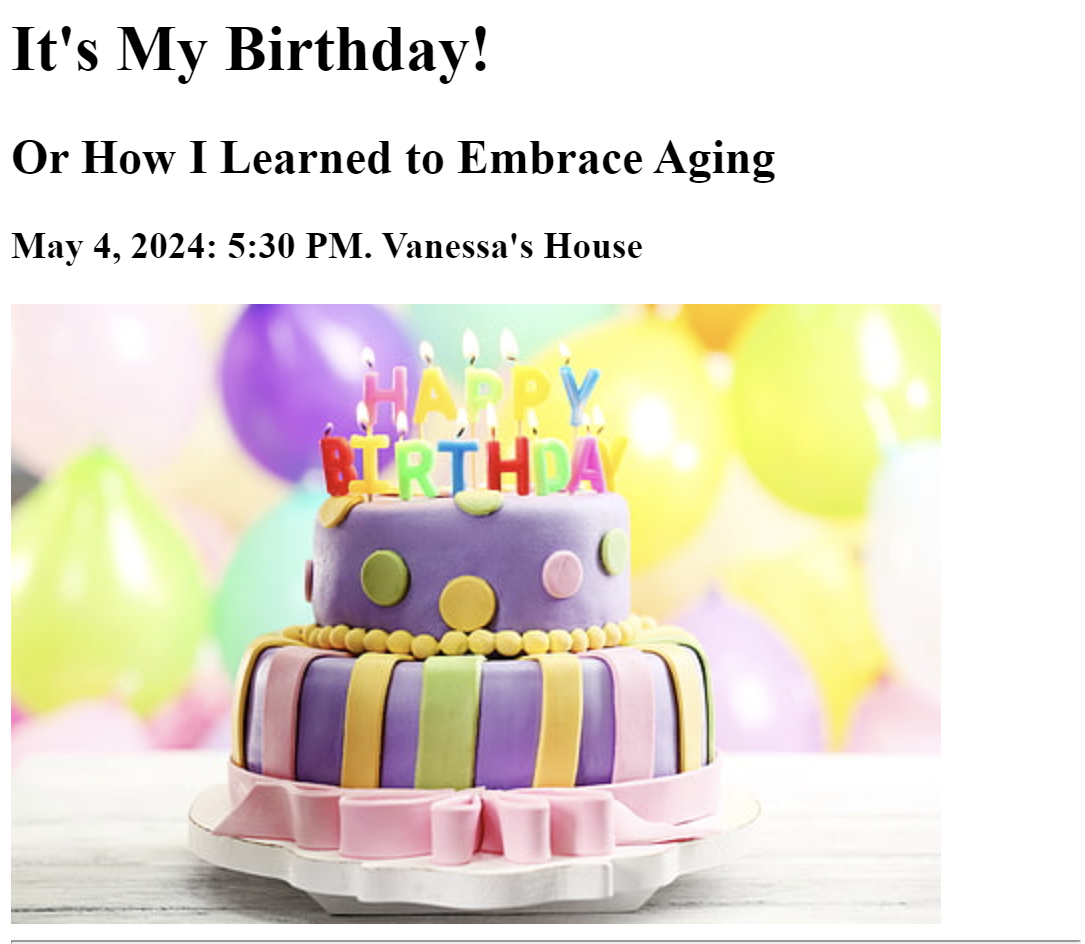 It's My Birthday!
Or How I Learned to Embrace Aging
May 4, 2024: 5:30 PM. Vanessa's House
HAPPY
BIRTHDAY